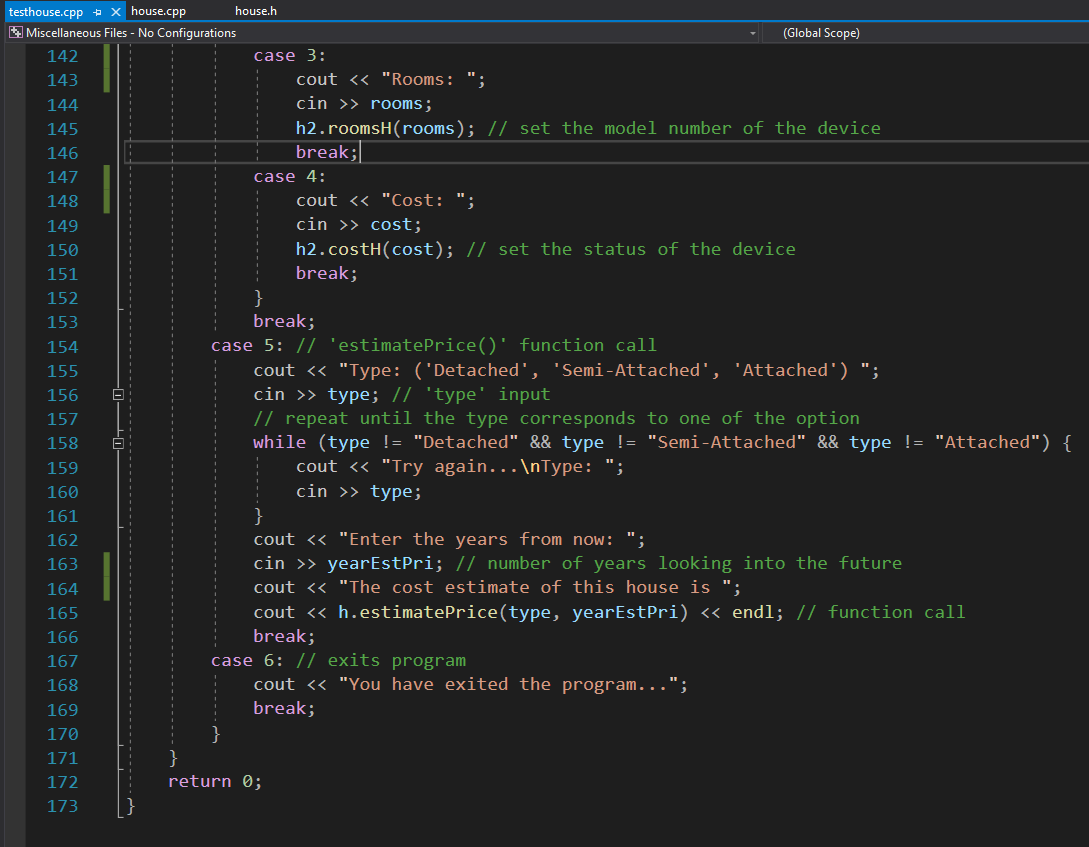 testhouse.cpp house.cpp house.h
Miscellaneous Files - No Configurations (Global Scope)
142 case 3:
143 cout << "Rooms: ";
144 cin >> rooms;
145 h2.roomsH(rooms); // set the model number of the device
146 break;
147 case 4:
148 cout << "Cost: ";
149 cin >> cost;
150 h2.costH(cost); // set the status of the device
151 break;
152 }
153 break;
154 case 5: // 'estimatePrice()' function call
155 cout << "Type: ('Detached', 'Semi-Attached', 'Attached') ";
156 cin >> type; // 'type' input
157 // repeat until the type corresponds to one of the option
158 while (type != "Detached" && type != "Semi-Attached" && type != "Attached") {
159 cout << "Try again...\nType: ";
160 cin >> type;
161 }
162 cout << "Enter the years from now: ";
163 cin >> yearEstPri; // number of years looking into the future
164 cout << "The cost estimate of this house is ";
165 cout << h.estimatePrice(type, yearEstPri) << endl; // function call
166 break;
167 case 6: // exits program
168 cout << "You have exited the program...";
169 break;
170 }
171 }
172 return 0;
173 }